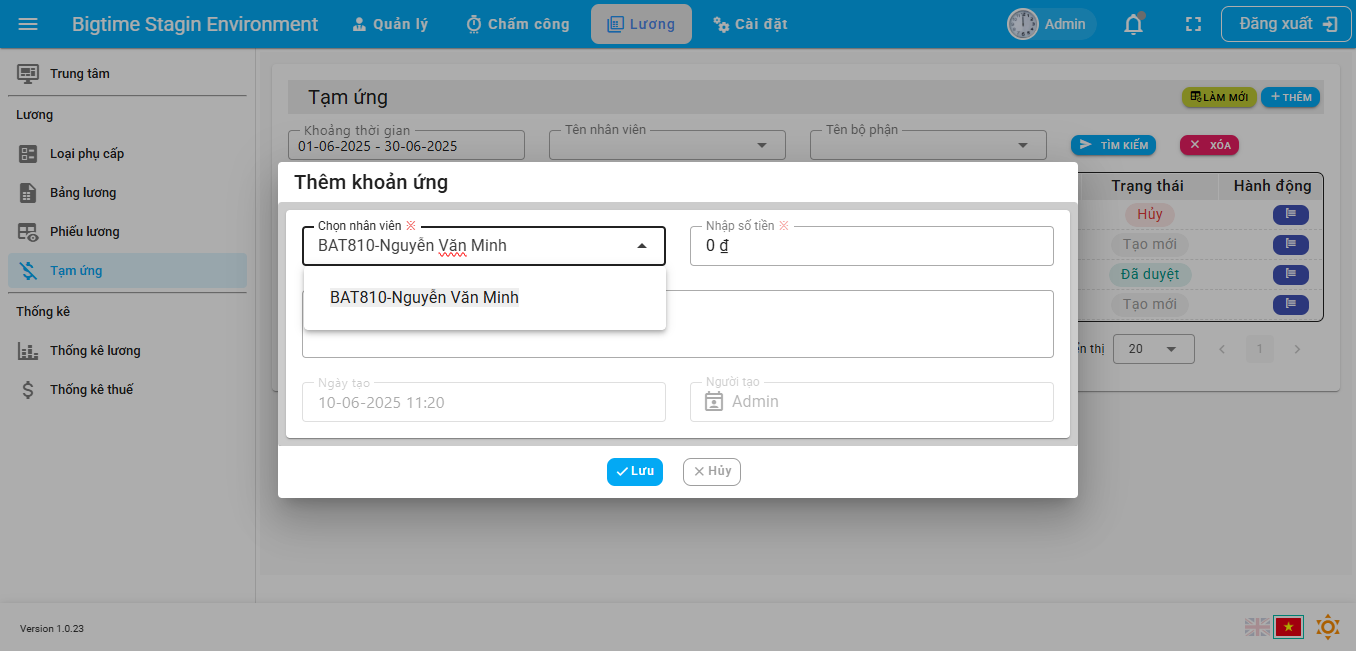 Bigtime Stagin Environment
Quản lý
Chấm công
Lương
Cài đặt
Admin
Đăng xuất
Trung tâm
Lương
Loại phụ cấp
Bảng lương
Phiếu lương
Tạm ứng
Thống kê
Thống kê lương
Thống kê thuế
Tạm ứng
LÀM MỚI
THÊM
Khoảng thời gian
01-06-2025 - 30-06-2025
Tên nhân viên
Tên bộ phận
TÌM KIẾM
XÓA
Trạng thái
Hành động
Hủy
Tạo mới
Đã duyệt
Tạo mới
thị
20
1
Thêm khoản ứng
Chọn nhân viên ※
BAT810-Nguyễn Văn Minh
BAT810-Nguyễn Văn Minh
Nhập số tiền ※
0 ₫
Ngày tạo
10-06-2025 11:20
Người tạo
Admin
Lưu
Hủy
Version 1.0.23